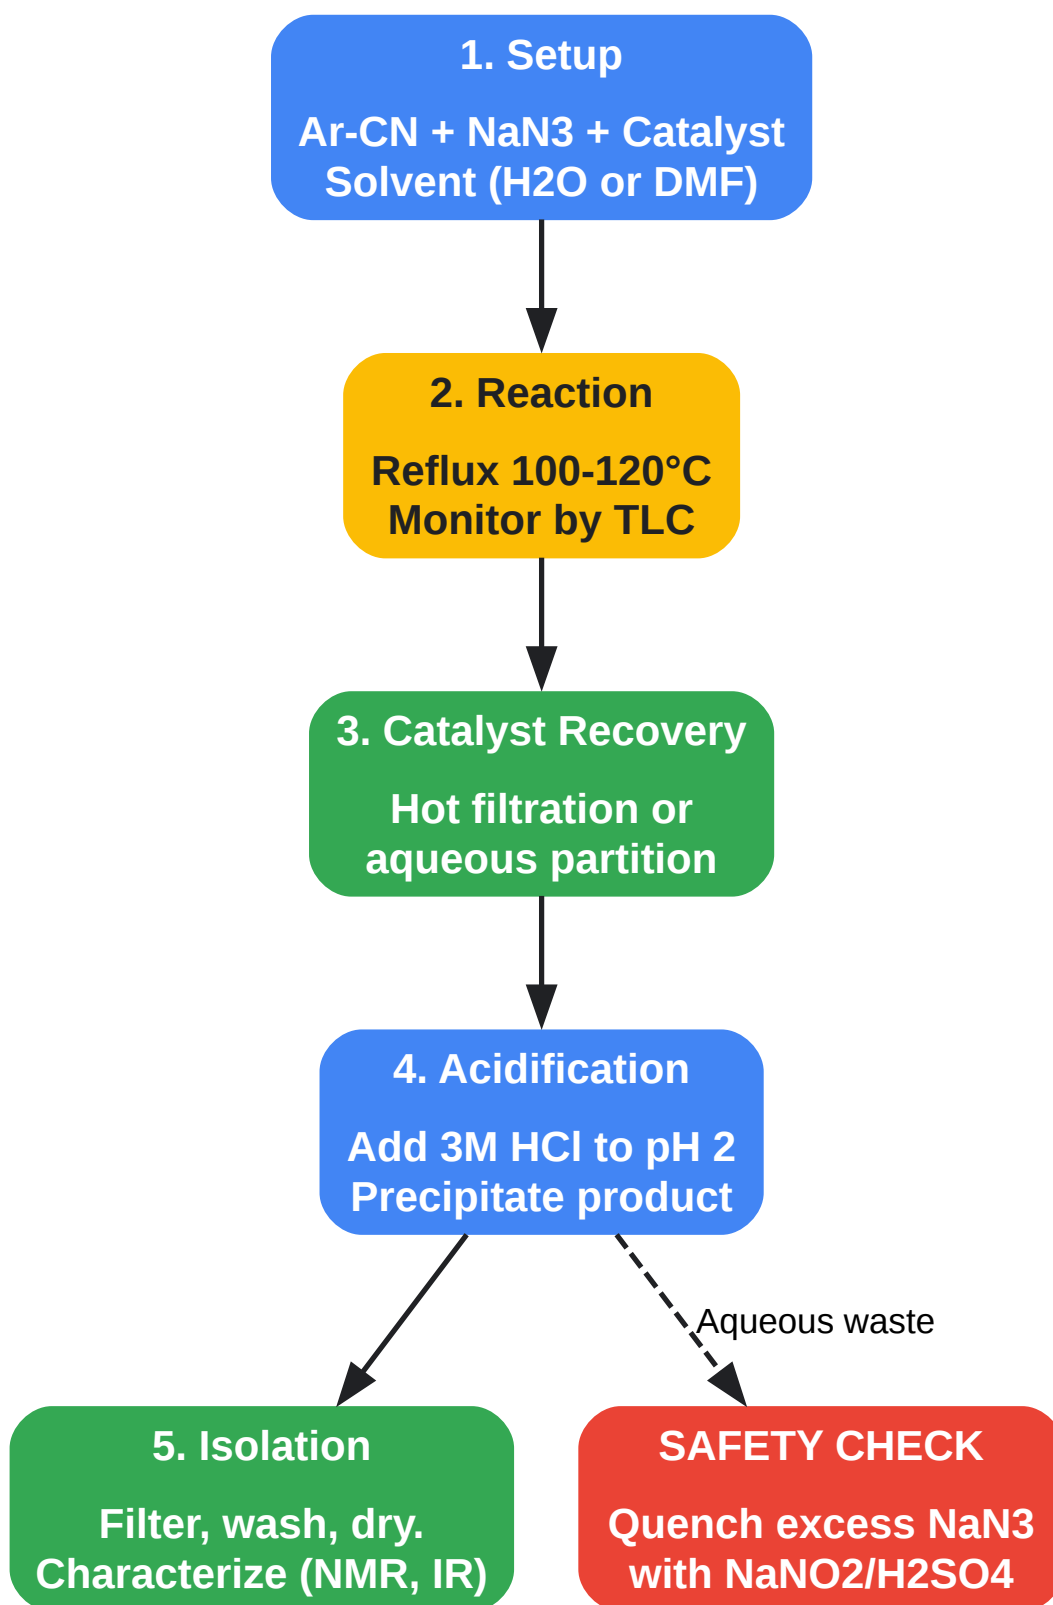 1. Setup
Ar-CN + NaN3 + Catalyst
Solvent (H2O or DMF)
2. Reaction
Reflux 100-120°C
Monitor by TLC
3. Catalyst Recovery
Hot filtration or
aqueous partition
4. Acidification
Add 3M HCl to pH 2
Precipitate product
Aqueous waste
5. Isolation
Filter, wash, dry.
Characterize (NMR, IR)
SAFETY CHECK
Quench excess NaN3
with NaNO2/H2SO4